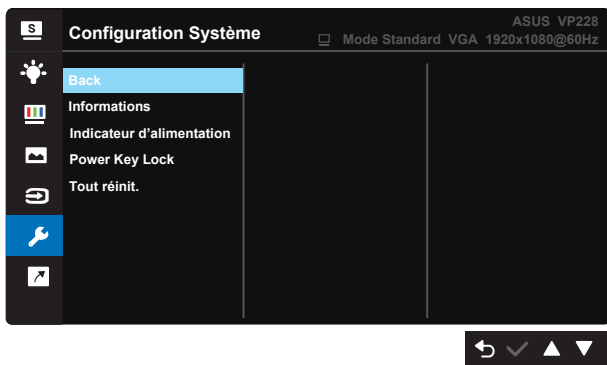 S
Configuration Système
ASUS VP228
Mode Standard VGA 1920x1080@60Hz
Back
Informations
Indicateur d’alimentation
Power Key Lock
Tout réinit.